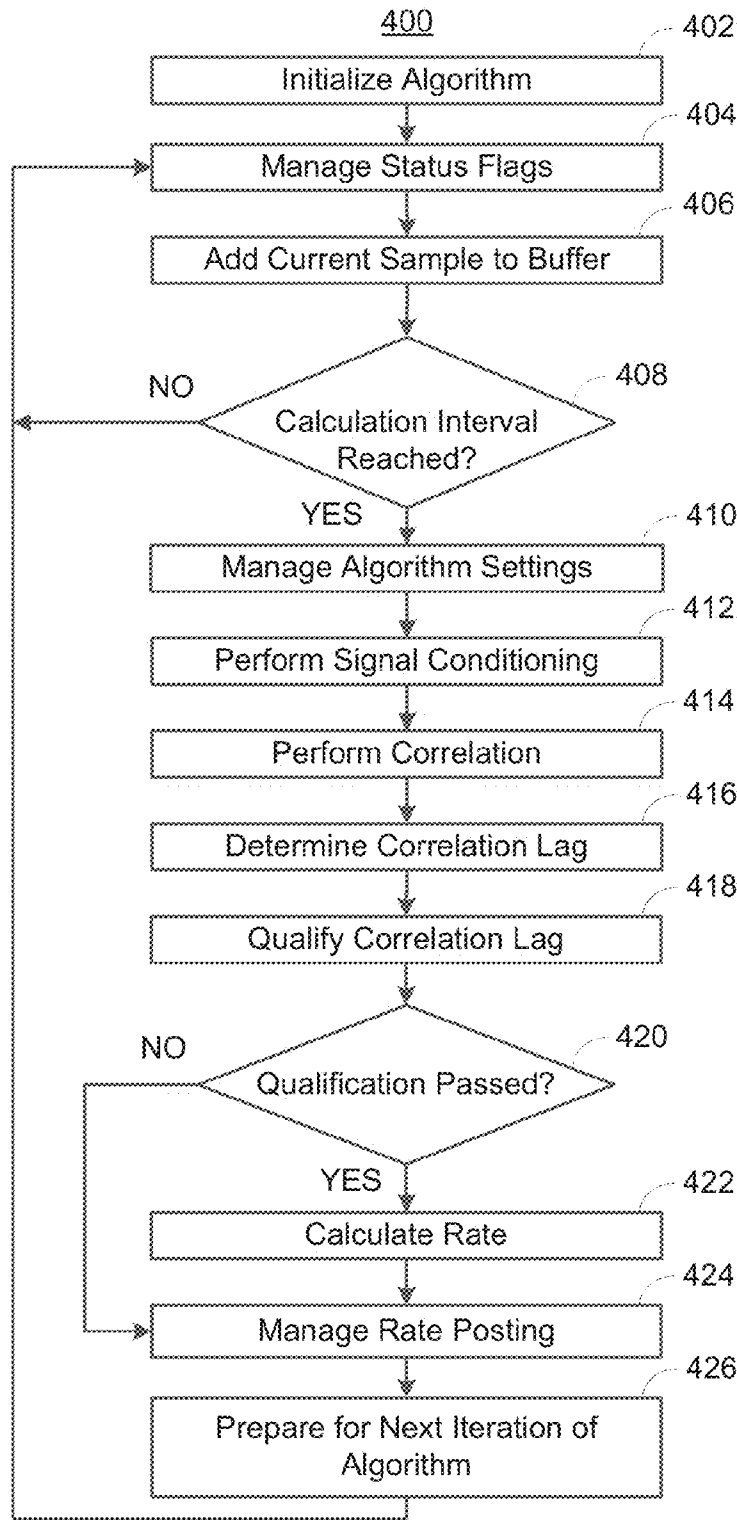 400
402
Initialize Algorithm
404
Manage Status Flags
406
Add Current Sample to Buffer
408
NO
Calculation Interval
Reached?
YES
410
Manage Algorithm Settings
412
Perform Signal Conditioning
414
Perform Correlation
416
Determine Correlation Lag
418
Qualify Correlation Lag
420
NO
Qualification Passed?
YES
422
Calculate Rate
424
Manage Rate Posting
426
Prepare for Next Iteration of
Algorithm